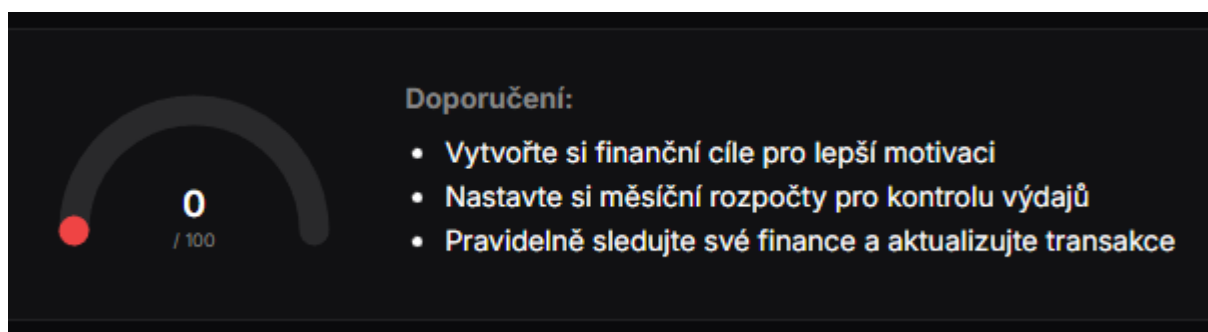 0
/ 100
Doporučení:
• Vytvořte si finanční cíle pro lepší motivaci
• Nastavte si měsíční rozpočty pro kontrolu výdajů
• Pravidelně sledujte své finance a aktualizujte transakce